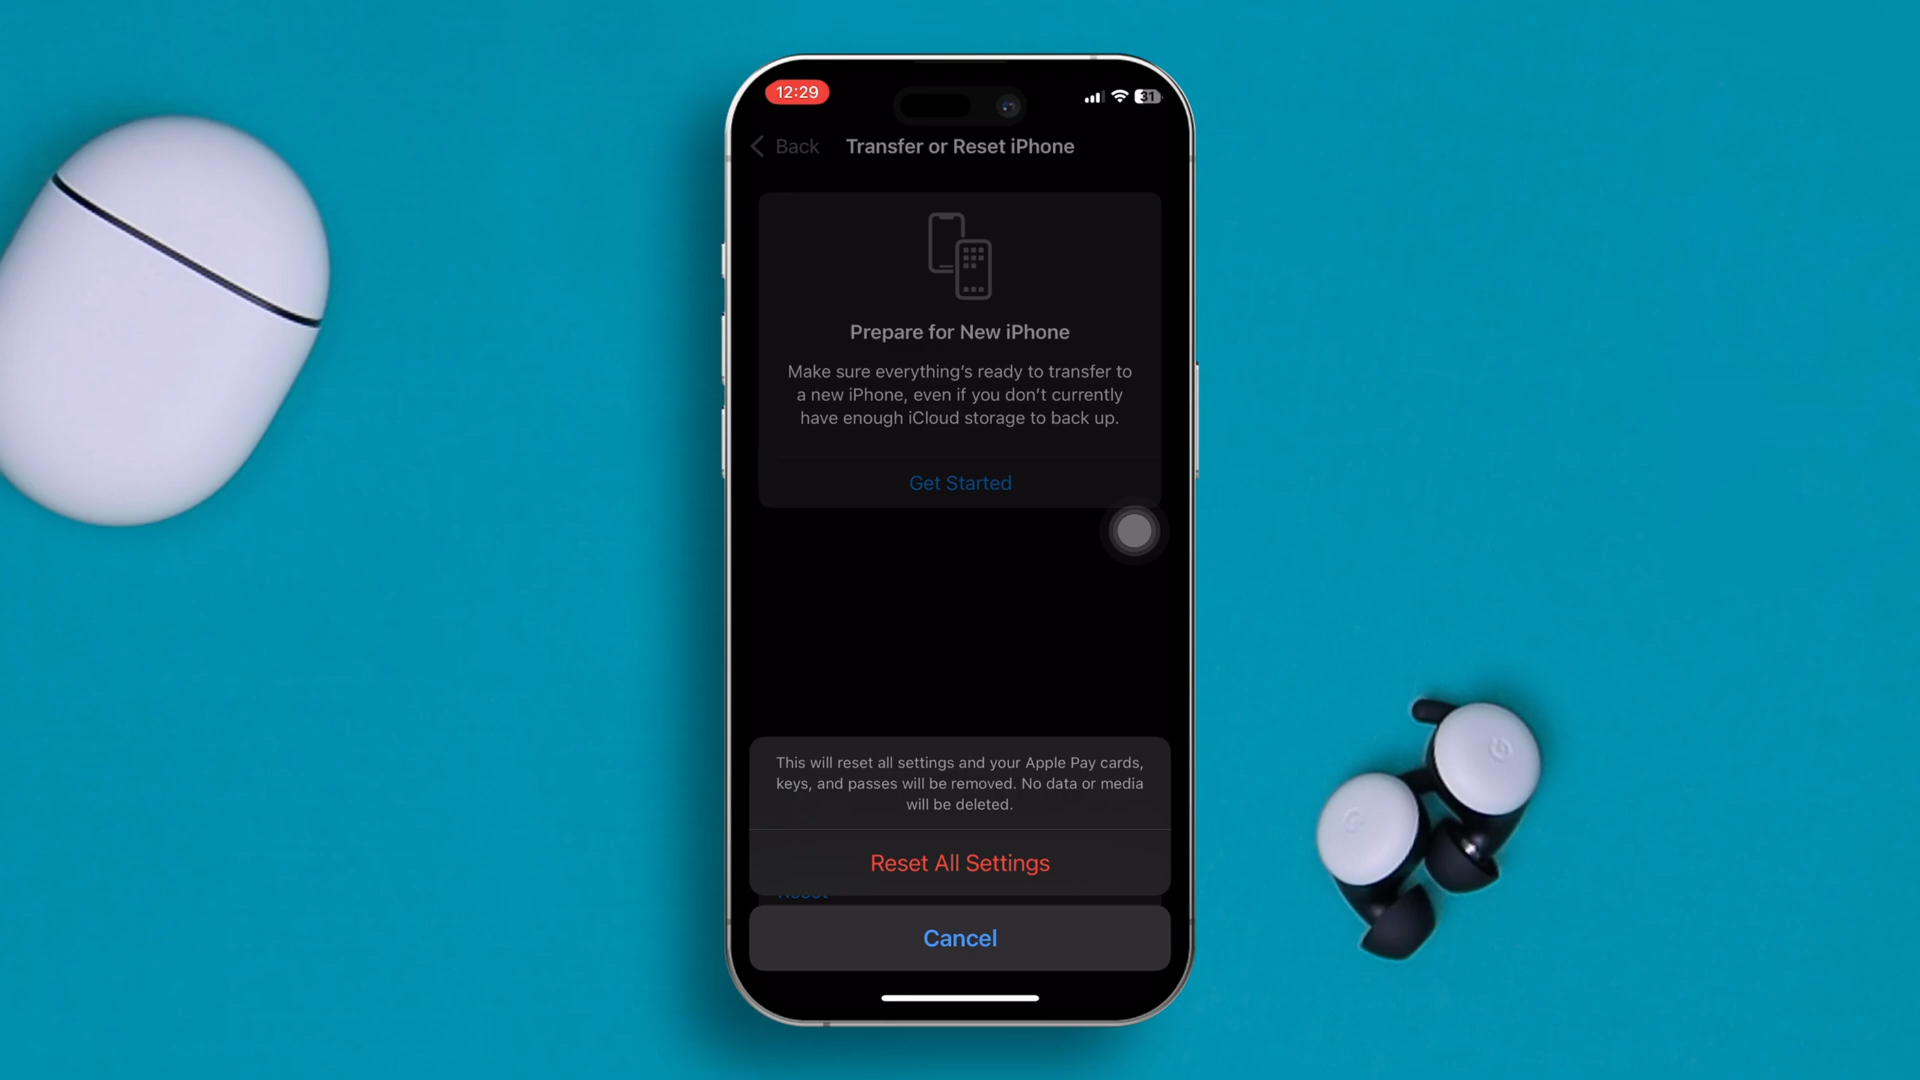 12:29
31
Back
Transfer or Reset iPhone
Prepare for New iPhone
Make sure everything's ready to transfer to
a new iPhone, even if you don't currently
have enough iCloud storage to back up.
Get Started
This will reset all settings and your Apple Pay cards,
keys, and passes will be removed. No data or media
will be deleted.
Reset All Settings
Reset
Cancel